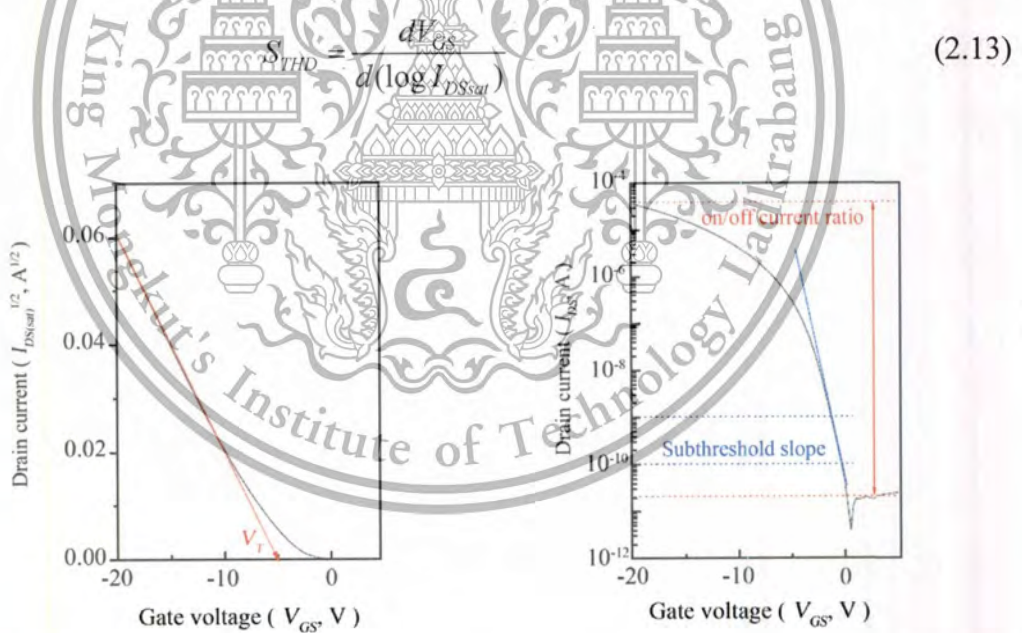 S_THD = dV_GS / d(log I_DSsat)
(2.13)
King Mongkut's Institute of Technology Ladkrabang
Drain current ( I_DS(sat)^1/2, A^1/2)
0.06
0.04
0.02
0.00
-20
-10
0
Gate voltage ( V_GS, V )
V_T
Drain current ( I_DS, A )
10^-4
10^-6
10^-8
10^-10
10^-12
on/off current ratio
Subthreshold slope
-20
-10
0
Gate voltage ( V_GS, V )